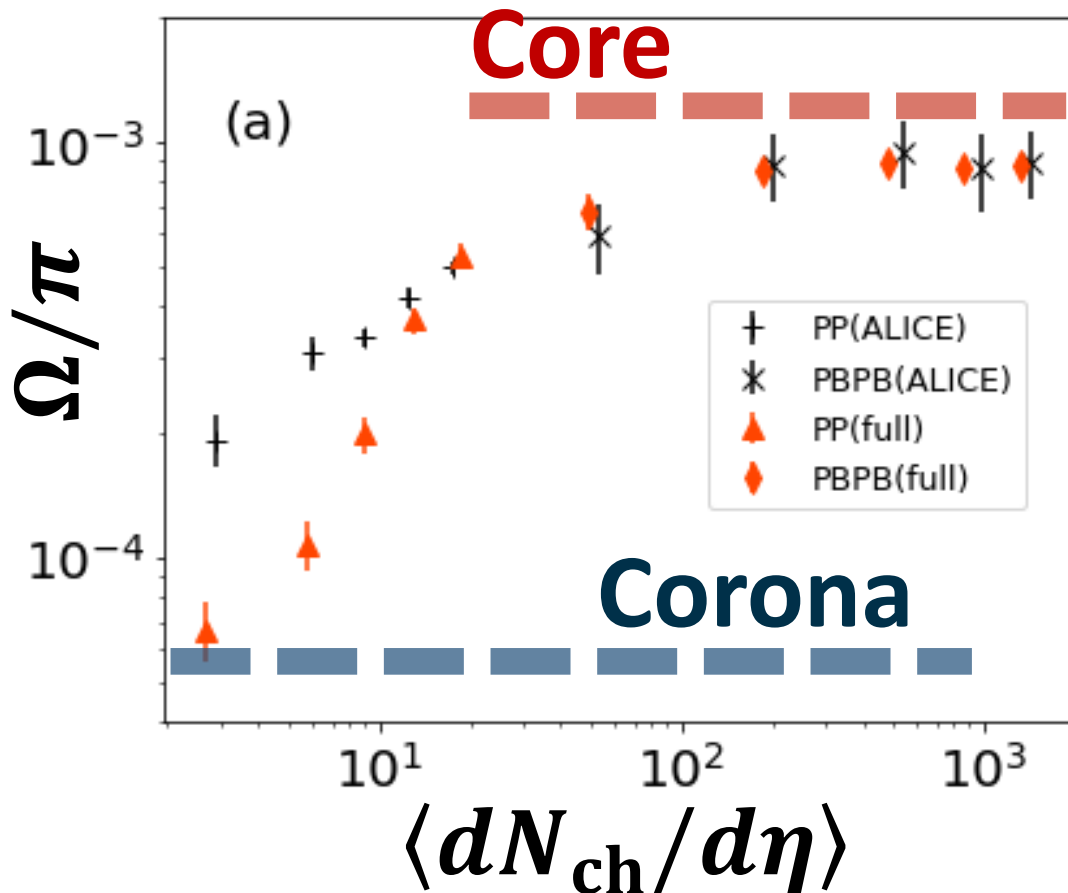 Core
(a)
10⁻³
Ω/π
PP(ALICE)
PBPB(ALICE)
PP(full)
PBPB(full)
10⁻⁴
Corona
10¹ 10² 10³
⟨dN_ch/dη⟩